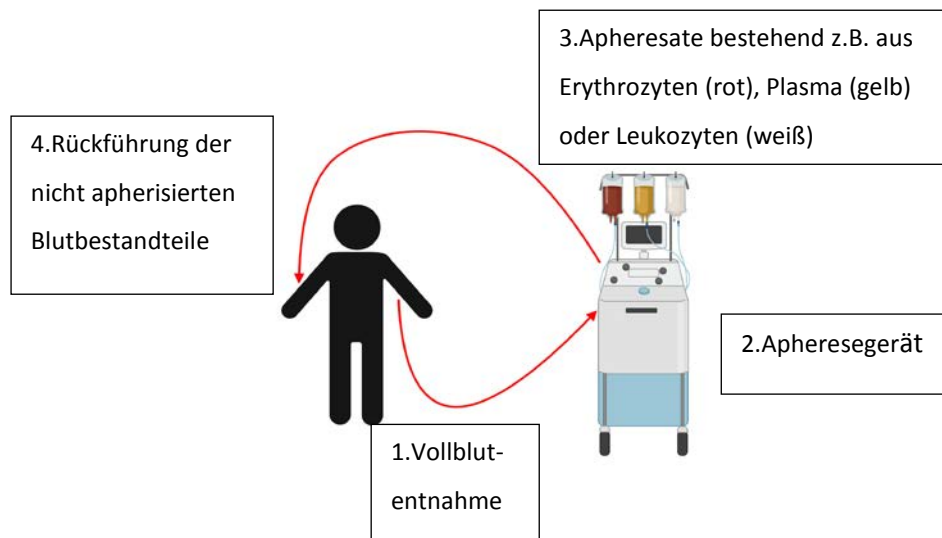 3.Apheresate bestehend z.B. aus
Erythrozyten (rot), Plasma (gelb)
oder Leukozyten (weiß)
4.Rückführung der
nicht apherisierten
Blutbestandteile
2.Apheresegerät
1.Vollblut-
entnahme